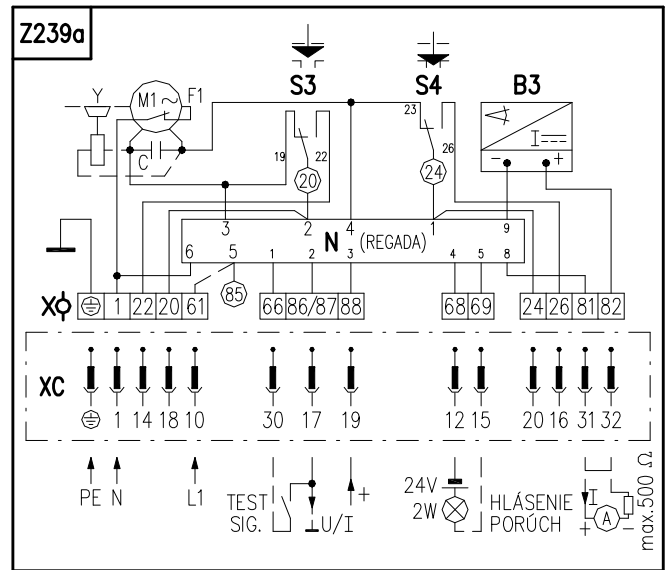 Z239a
S3 S4 B3
Y M1 ~ F1
C
19 22 23 26
20 24
I
- +
3 2 4 1 9
N (REGADA)
6 5 1 2 3 4 5 8
85
X 1 22 20 61 66 86/87 88 68 69 24 26 81 82
XC
1 14 18 10 30 17 19 12 15 20 16 31 32
PE N L1
TEST
SIG.
U/I
+
24V
2W
HLÁSENIE
PORÚCH
I
A
+ -
max.500 Ω